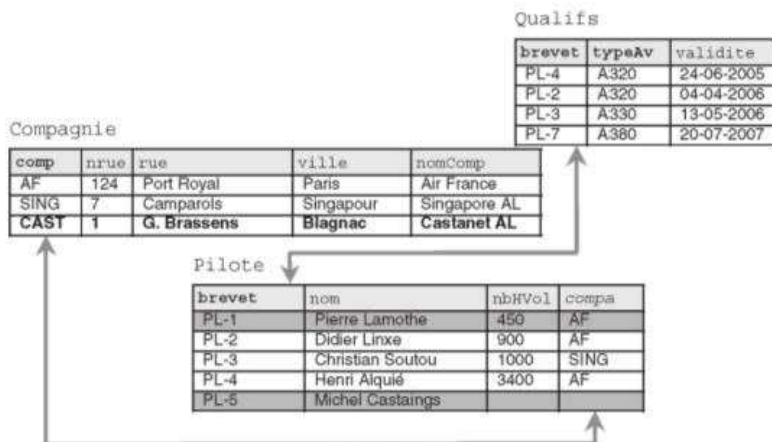 Qualifs
brevet typeAv validite
PL-4 A320 24-06-2005
PL-2 A320 04-04-2006
PL-3 A330 13-05-2006
PL-7 A380 20-07-2007
Compagnie
comp nrue rue ville nomComp
AF 124 Port Royal Paris Air France
SING 7 Camparols Singapour Singapore AL
CAST 1 G. Brassens Blagnac Castanet AL
Pilote
brevet nom nbHVol compa
PL-1 Pierre Lamothe 450 AF
PL-2 Didier Linxe 900 AF
PL-3 Christian Soutou 1000 SING
PL-4 Henri Alquié 3400 AF
PL-5 Michel Castaings